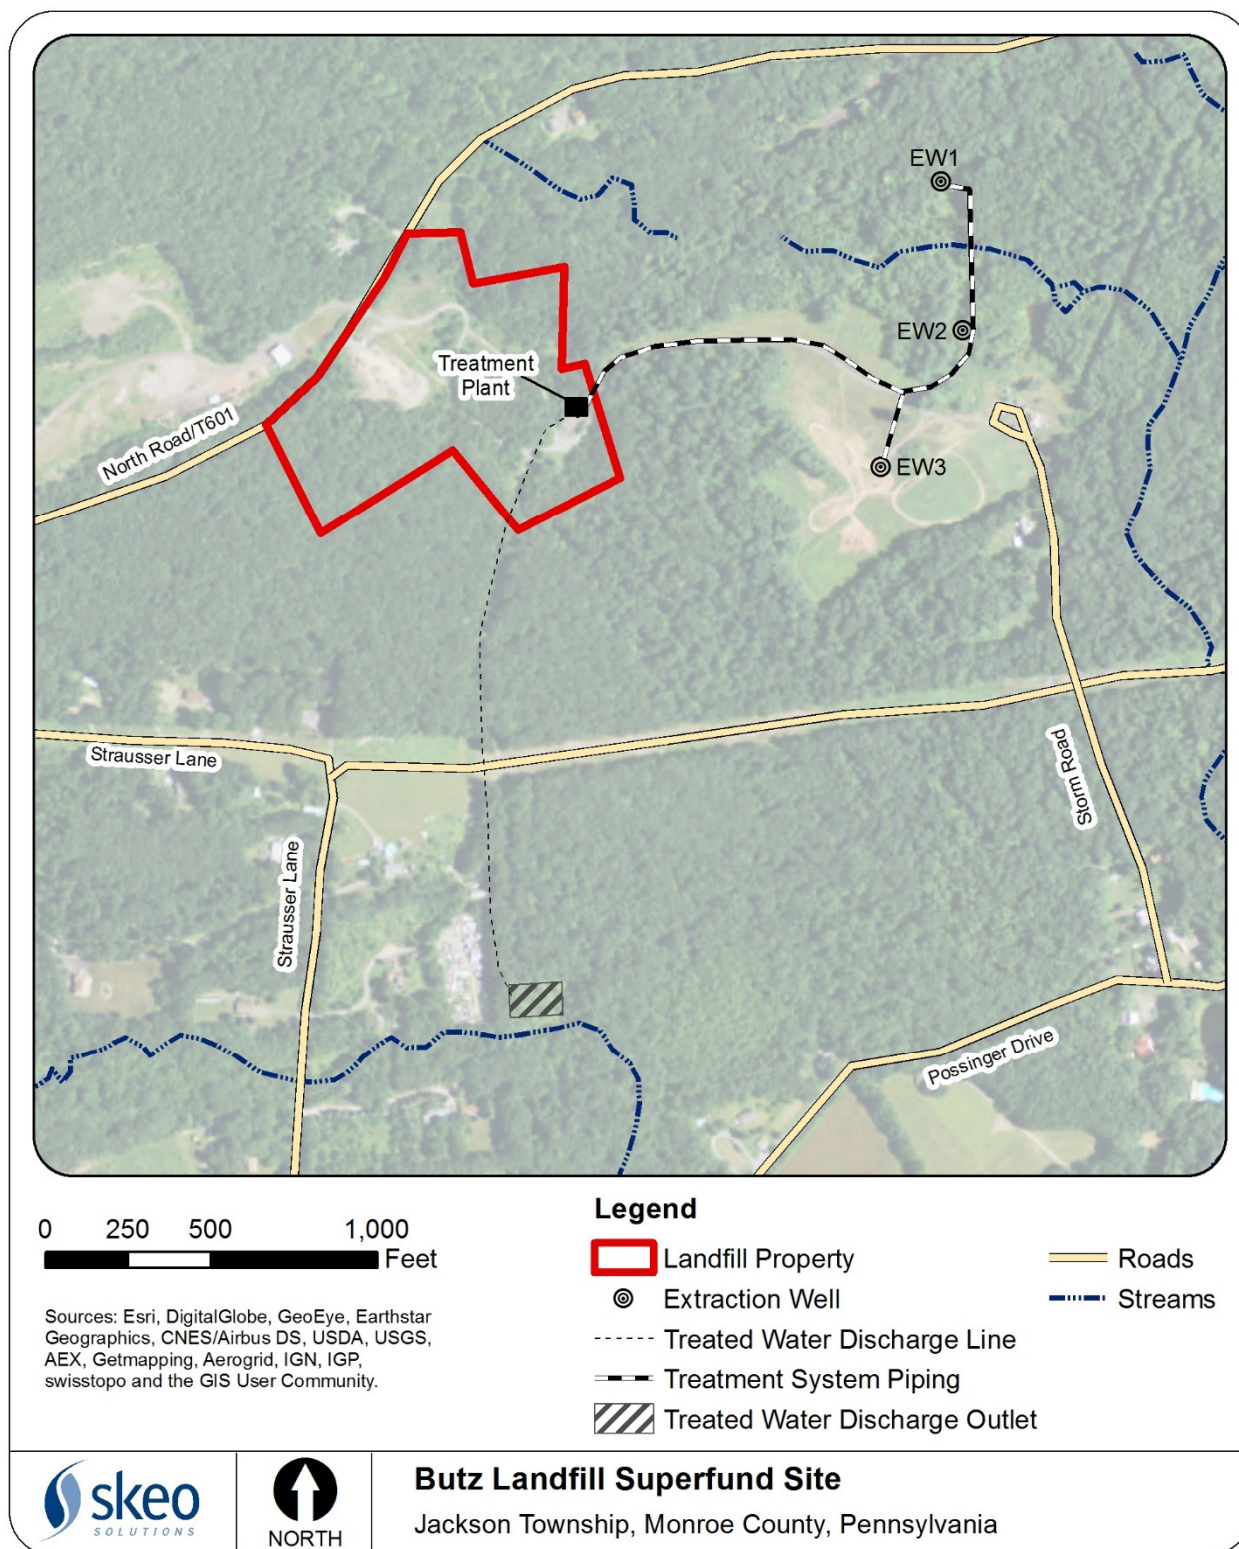 EW1
EW2
Treatment
Plant
North Road/T601
EW3
Strausser Lane
Storm Road
Strausser Lane
Possinger Drive
0 250 500 1,000
Feet
Sources: Esri, DigitalGlobe, GeoEye, Earthstar
Geographics, CNES/Airbus DS, USDA, USGS,
AEX, Getmapping, Aerogrid, IGN, IGP,
swisstopo and the GIS User Community.
Legend
Landfill Property
Extraction Well
Treated Water Discharge Line
Treatment System Piping
Treated Water Discharge Outlet
Roads
Streams
skeo
SOLUTIONS
NORTH
Butz Landfill Superfund Site
Jackson Township, Monroe County, Pennsylvania